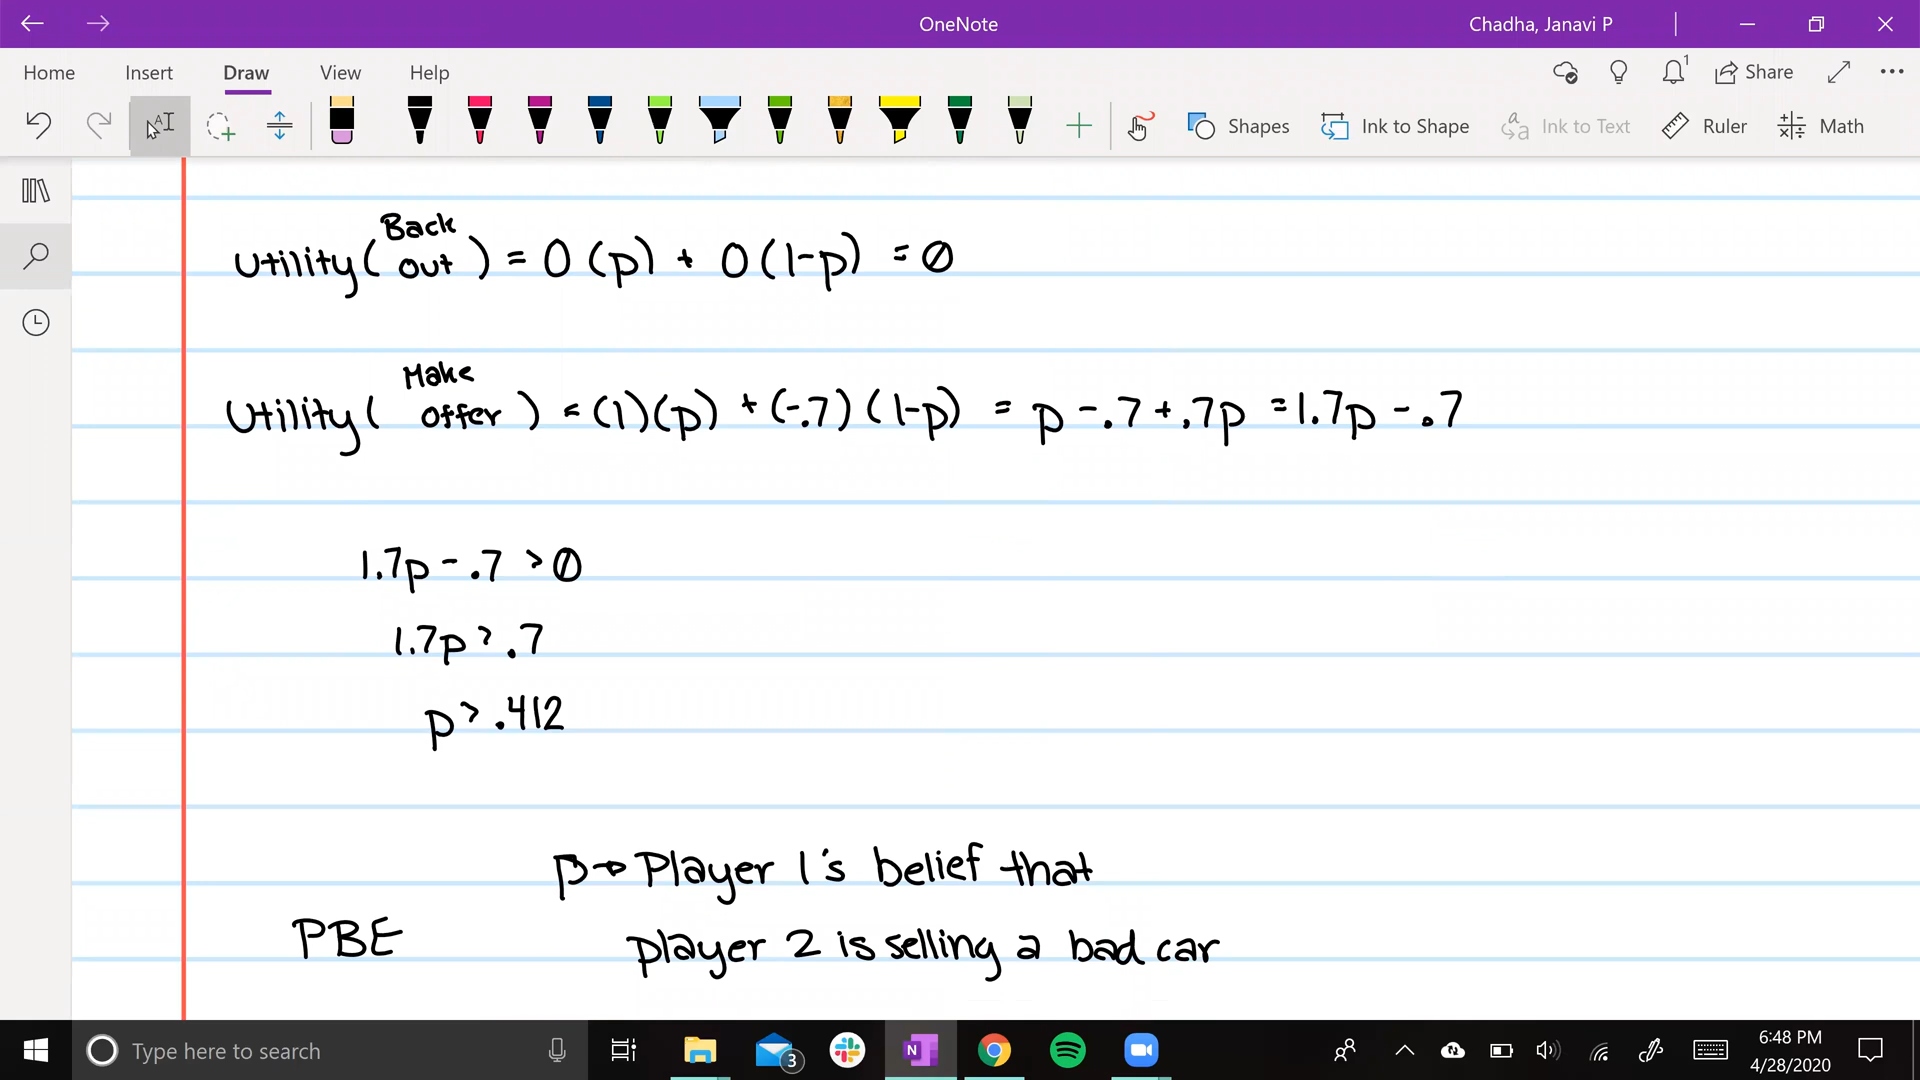 OneNote
Chadha, Janavi P
Home Insert Draw View Help
1
Share
Shapes Ink to Shape Ink to Text Ruler Math
Utility( Back out ) = 0 (p) + 0 (1-p) = 0
Utility( Make offer ) = (1)(p) + (-.7) (1-p) = p - .7 + .7p = 1.7p - .7
1.7p - .7 > 0
1.7p > .7
p > .412
p → Player 1's belief that
PBE player 2 is selling a bad car
Type here to search
3
6:48 PM
4/28/2020